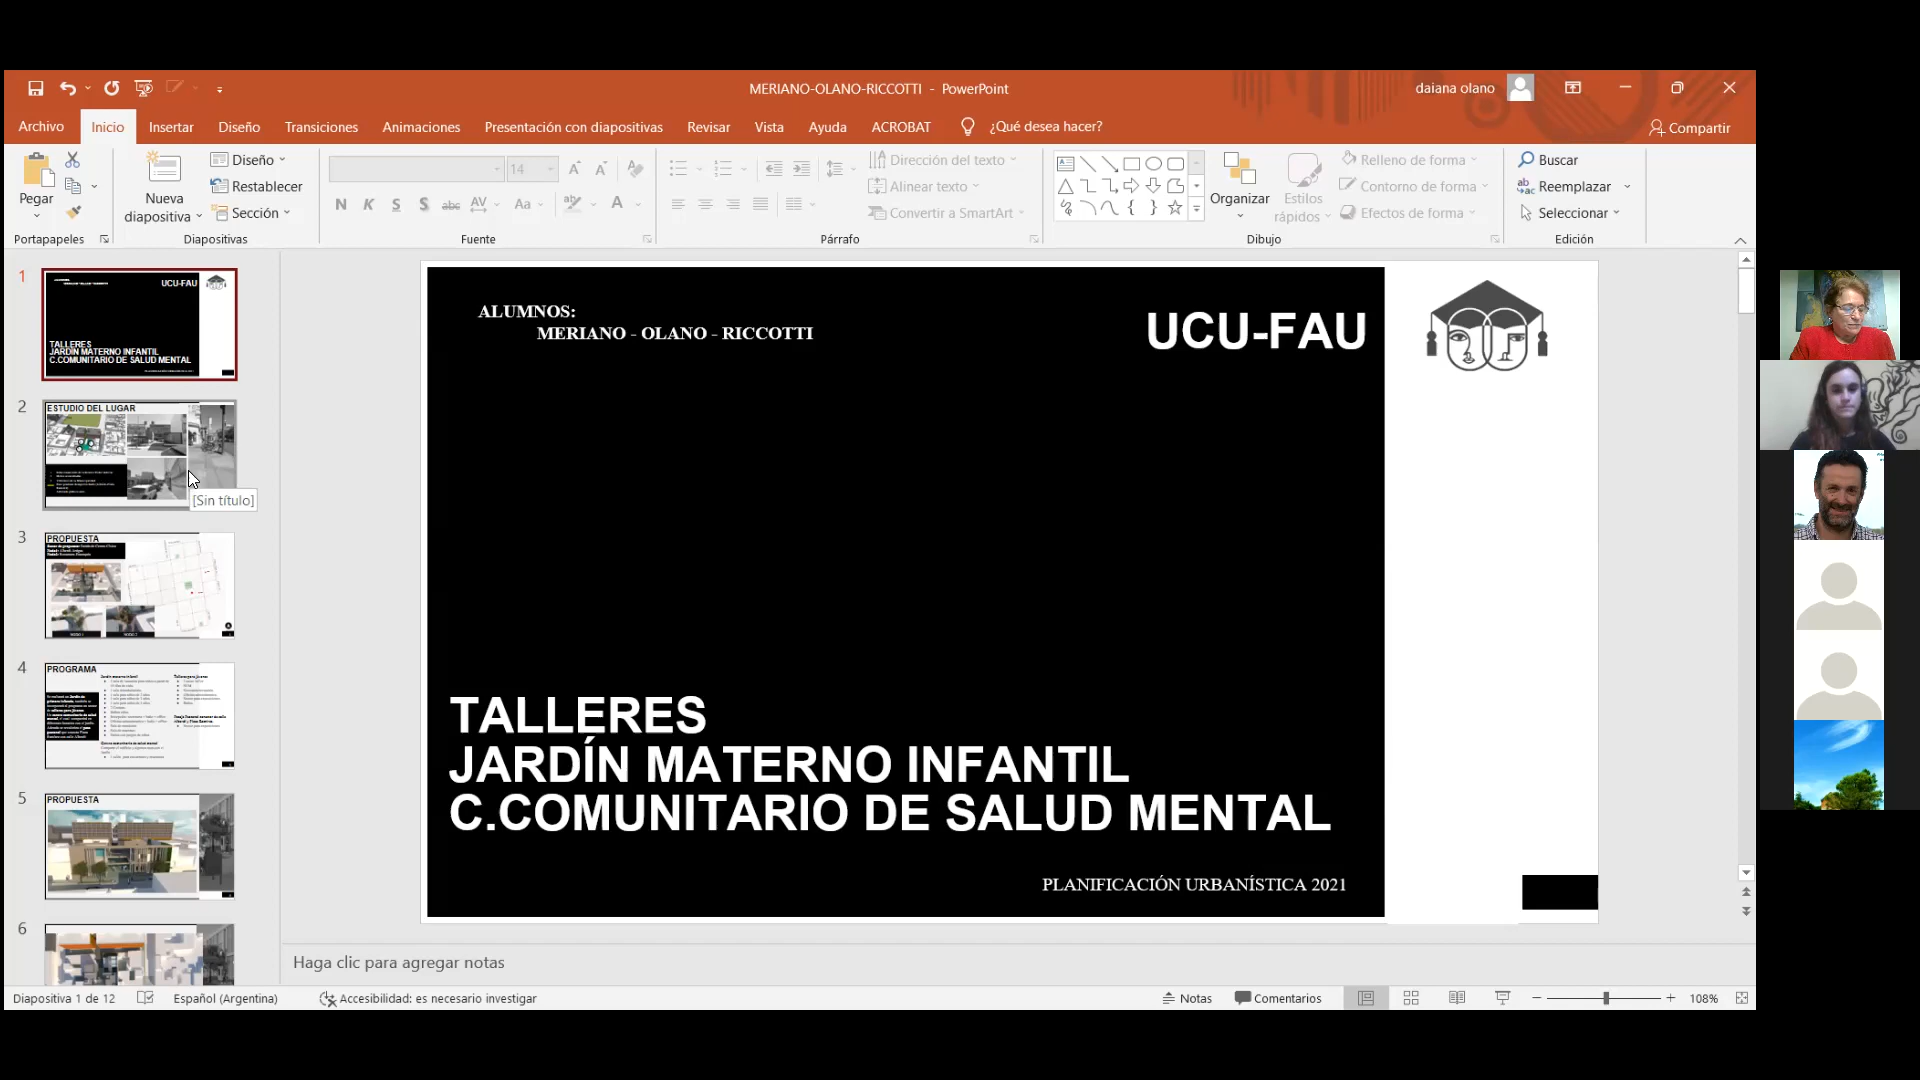 MERIANO-OLANO-RICCOTTI - PowerPoint
daiana olano
Archivo
Inicio
Insertar
Diseño
Transiciones
Animaciones
Presentación con diapositivas
Revisar
Vista
Ayuda
ACROBAT
¿Qué desea hacer?
Compartir
Pegar
Nueva
diapositiva
Diseño
Restablecer
Sección
14
N K S S abc AV Aa A
Dirección del texto
Alinear texto
Convertir a SmartArt
Organizar
Estilos
rápidos
Relleno de forma
Contorno de forma
Efectos de forma
Buscar
Reemplazar
Seleccionar
Portapapeles
Diapositivas
Fuente
Párrafo
Dibujo
Edición
1
UCU-FAU
TALLERES
JARDÍN MATERNO INFANTIL
C.COMUNITARIO DE SALUD MENTAL
2
ESTUDIO DEL LUGAR
[Sin título]
3
PROPUESTA
4
PROGRAMA
5
PROPUESTA
6
ALUMNOS:
MERIANO - OLANO - RICCOTTI
UCU-FAU
TALLERES
JARDÍN MATERNO INFANTIL
C.COMUNITARIO DE SALUD MENTAL
PLANIFICACIÓN URBANÍSTICA 2021
Haga clic para agregar notas
Diapositiva 1 de 12
Español (Argentina)
Accesibilidad: es necesario investigar
Notas
Comentarios
108%